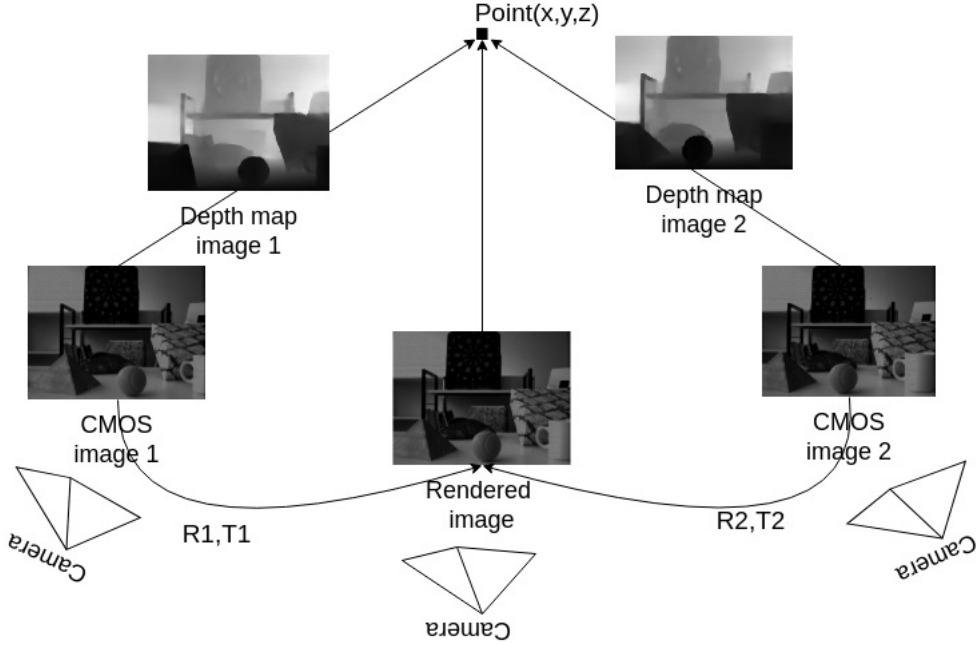 Point(x,y,z)
Depth map
image 1
Depth map
image 2
CMOS
image 1
CMOS
image 2
Rendered
image
R1,T1
R2,T2
Camera
Camera
Camera